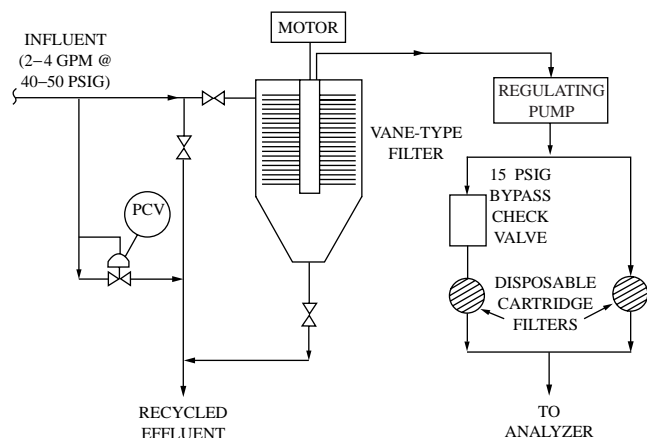 MOTOR
INFLUENT
(2–4 GPM @
40–50 PSIG)
REGULATING
PUMP
VANE-TYPE
FILTER
15 PSIG
BYPASS
CHECK
VALVE
PCV
DISPOSABLE
CARTRIDGE
FILTERS
RECYCLED
EFFLUENT
TO
ANALYZER